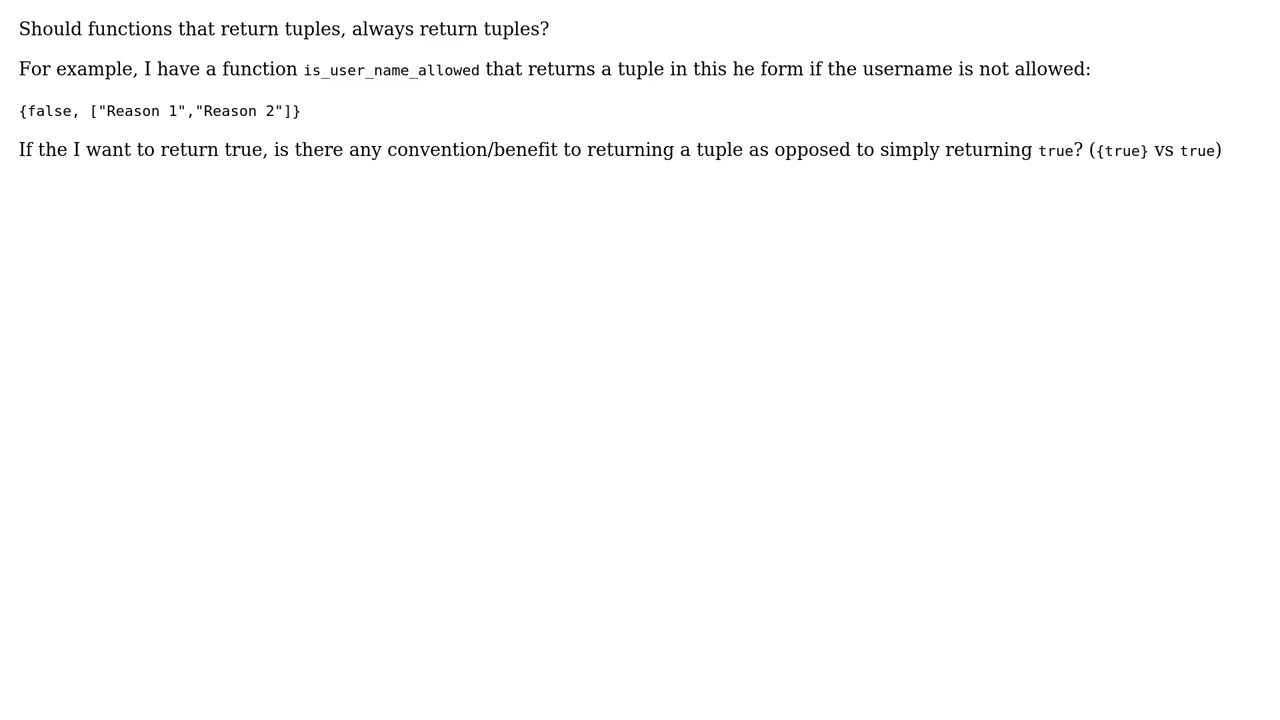 Should functions that return tuples, always return tuples?
For example, I have a function is_user_name_allowed that returns a tuple in this he form if the username is not allowed:
{false, ["Reason 1","Reason 2"]}
If the I want to return true, is there any convention/benefit to returning a tuple as opposed to simply returning true? ({true} vs true)